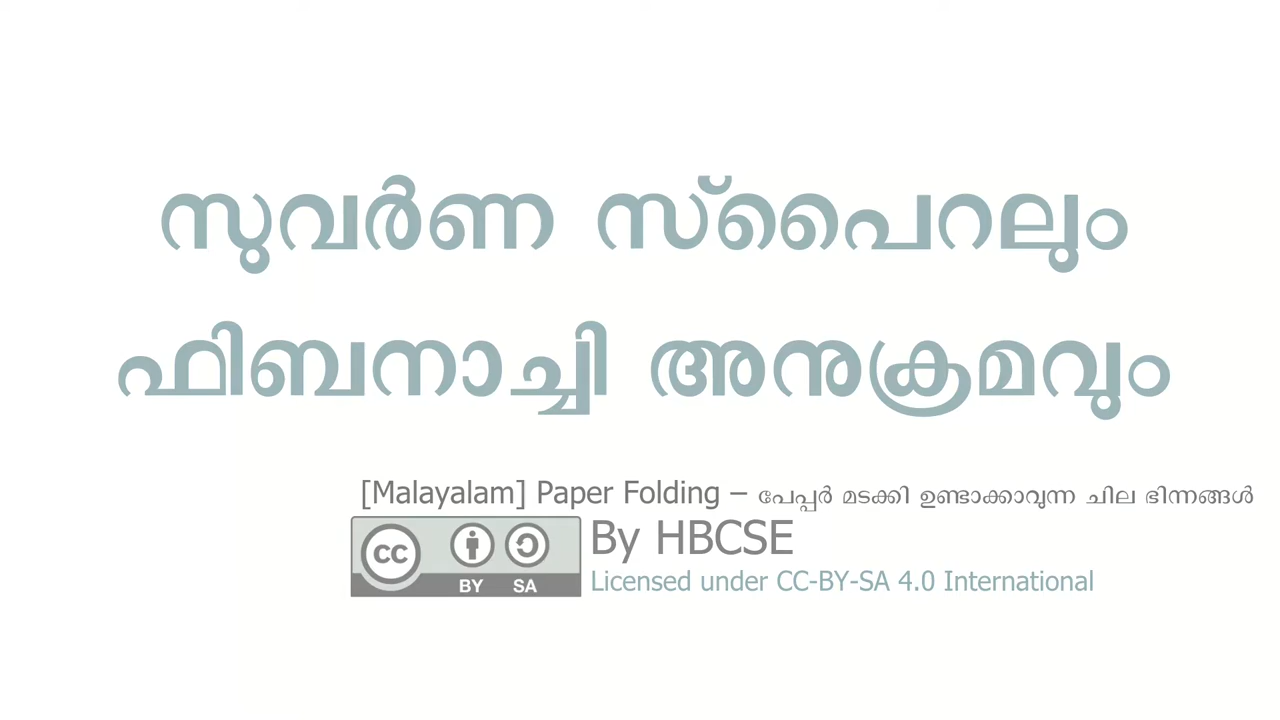 സുവർണ സ്പൈറലും
ഫിബനാച്ചി അനുക്രമവും
[Malayalam] Paper Folding – പേപ്പർ മടക്കി ഉണ്ടാക്കാവുന്ന ചില ഭിന്നങ്ങൾ
By HBCSE
cc BY SA
Licensed under CC-BY-SA 4.0 International